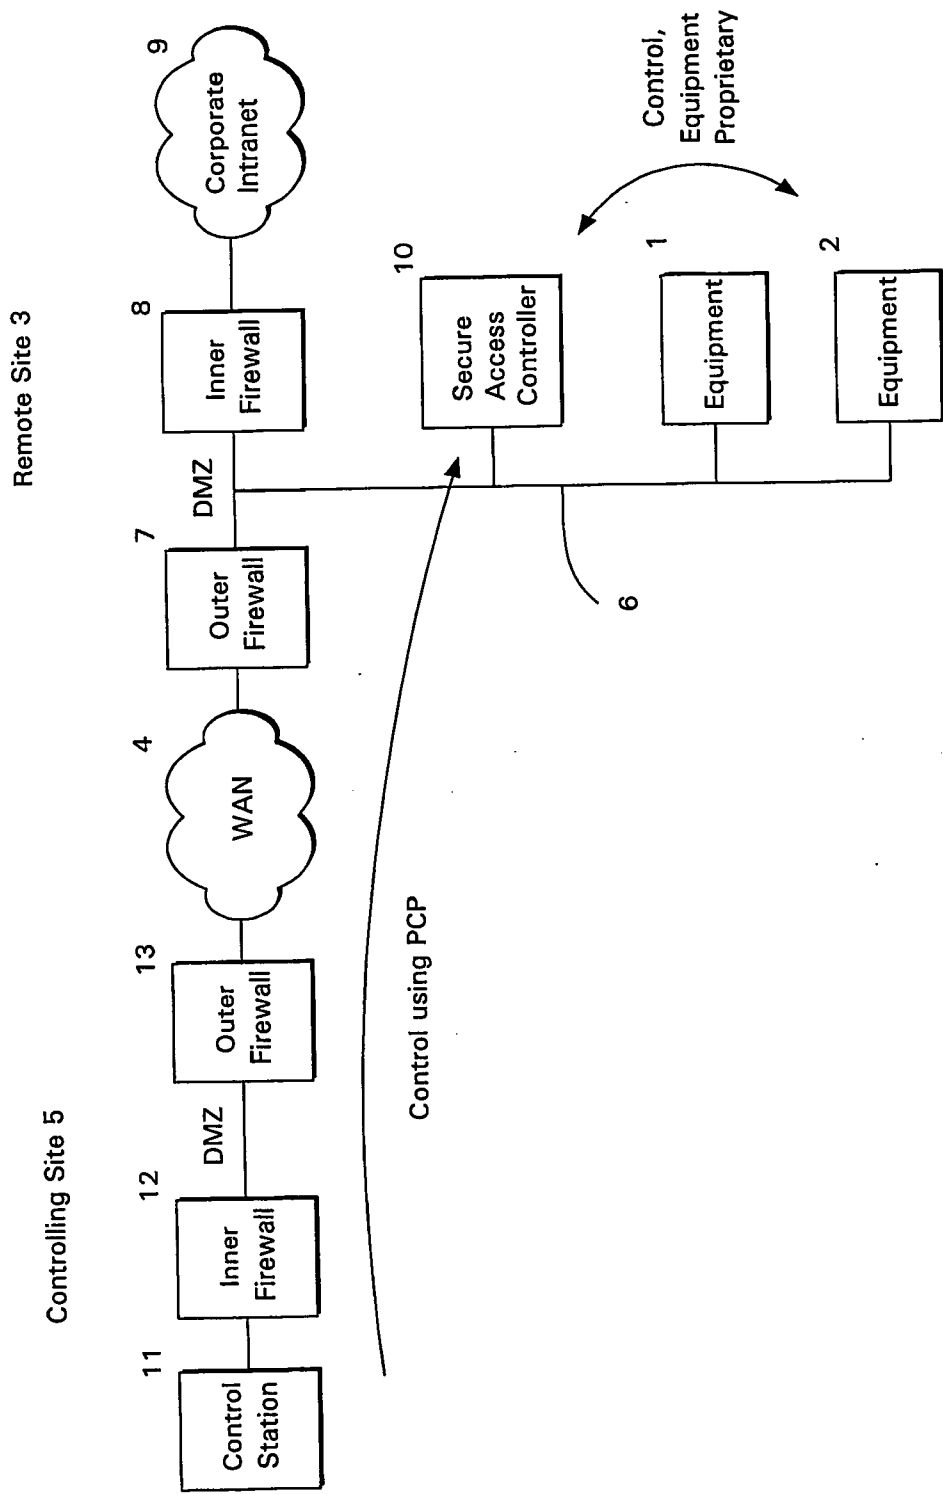 Controlling Site 5
Remote Site 3
11
Control
Station
12
Inner
Firewall
DMZ
13
Outer
Firewall
4
WAN
7
Outer
Firewall
DMZ
8
Inner
Firewall
9
Corporate
Intranet
Control using PCP
6
10
Secure
Access
Controller
1
Equipment
2
Equipment
Control,
Equipment
Proprietary